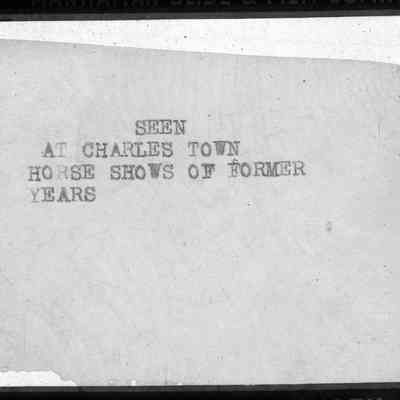 SEEN
AT CHARLES TOWN
HORSE SHOWS OF FORMER
YEARS